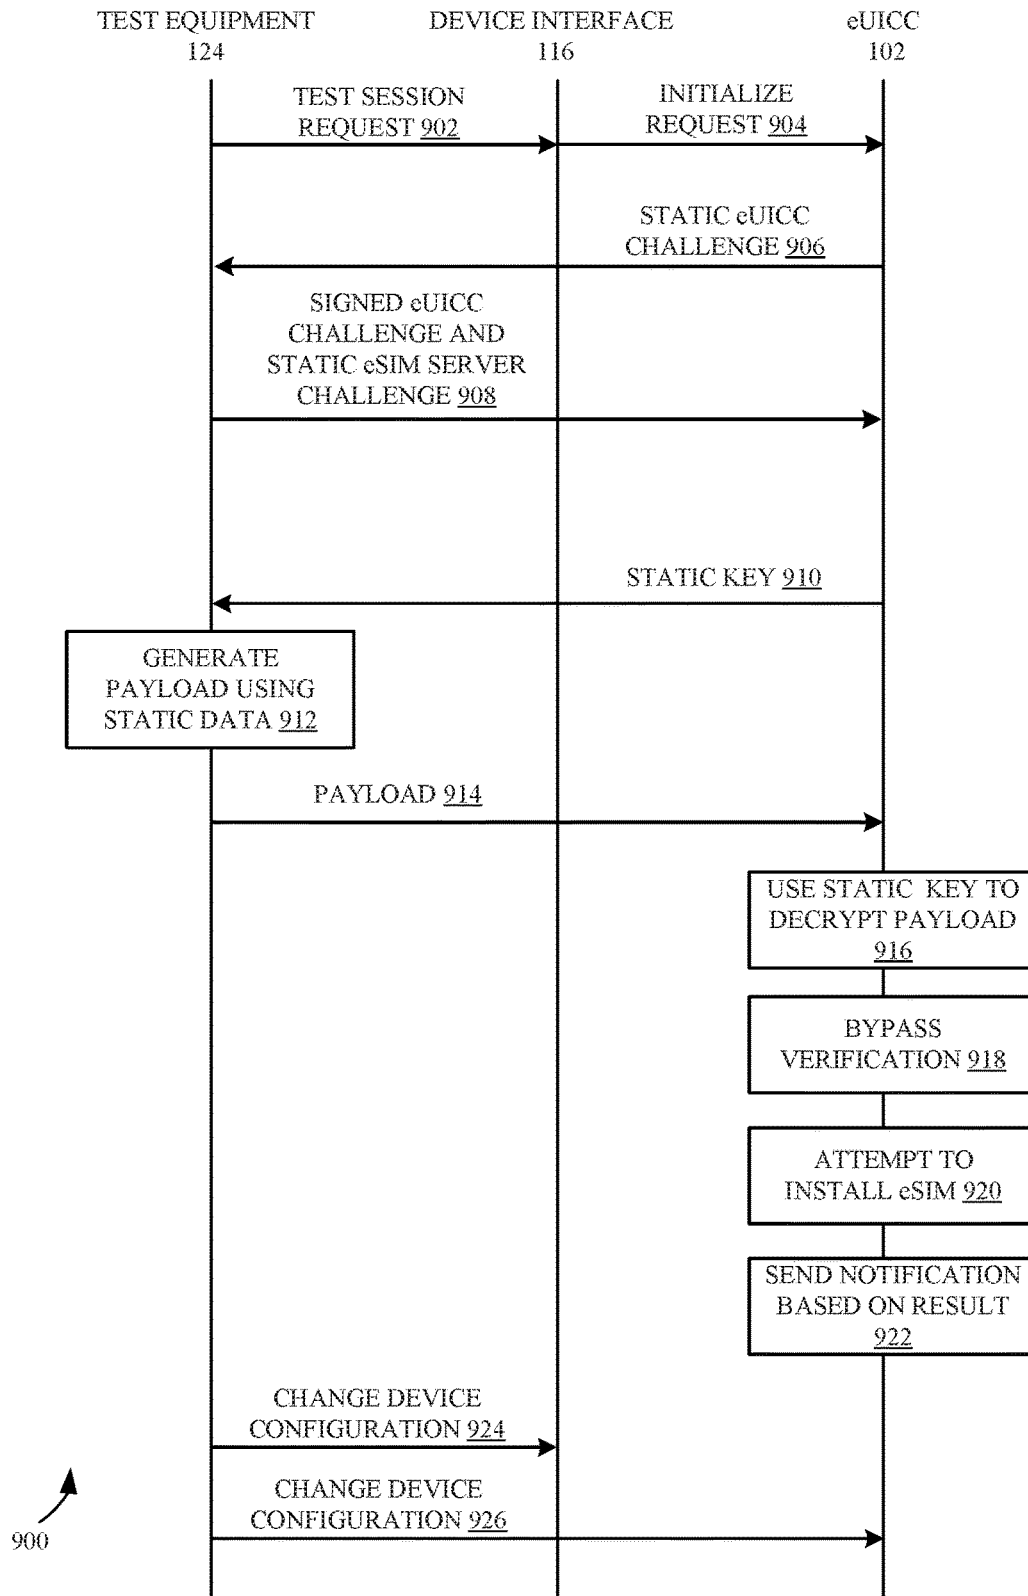 TEST EQUIPMENT
124
DEVICE INTERFACE
116
eUICC
102
TEST SESSION
REQUEST 902
INITIALIZE
REQUEST 904
STATIC eUICC
CHALLENGE 906
SIGNED eUICC
CHALLENGE AND
STATIC eSIM SERVER
CHALLENGE 908
STATIC KEY 910
GENERATE
PAYLOAD USING
STATIC DATA 912
PAYLOAD 914
USE STATIC KEY TO
DECRYPT PAYLOAD
916
BYPASS
VERIFICATION 918
ATTEMPT TO
INSTALL eSIM 920
SEND NOTIFICATION
BASED ON RESULT
922
CHANGE DEVICE
CONFIGURATION 924
CHANGE DEVICE
CONFIGURATION 926
900